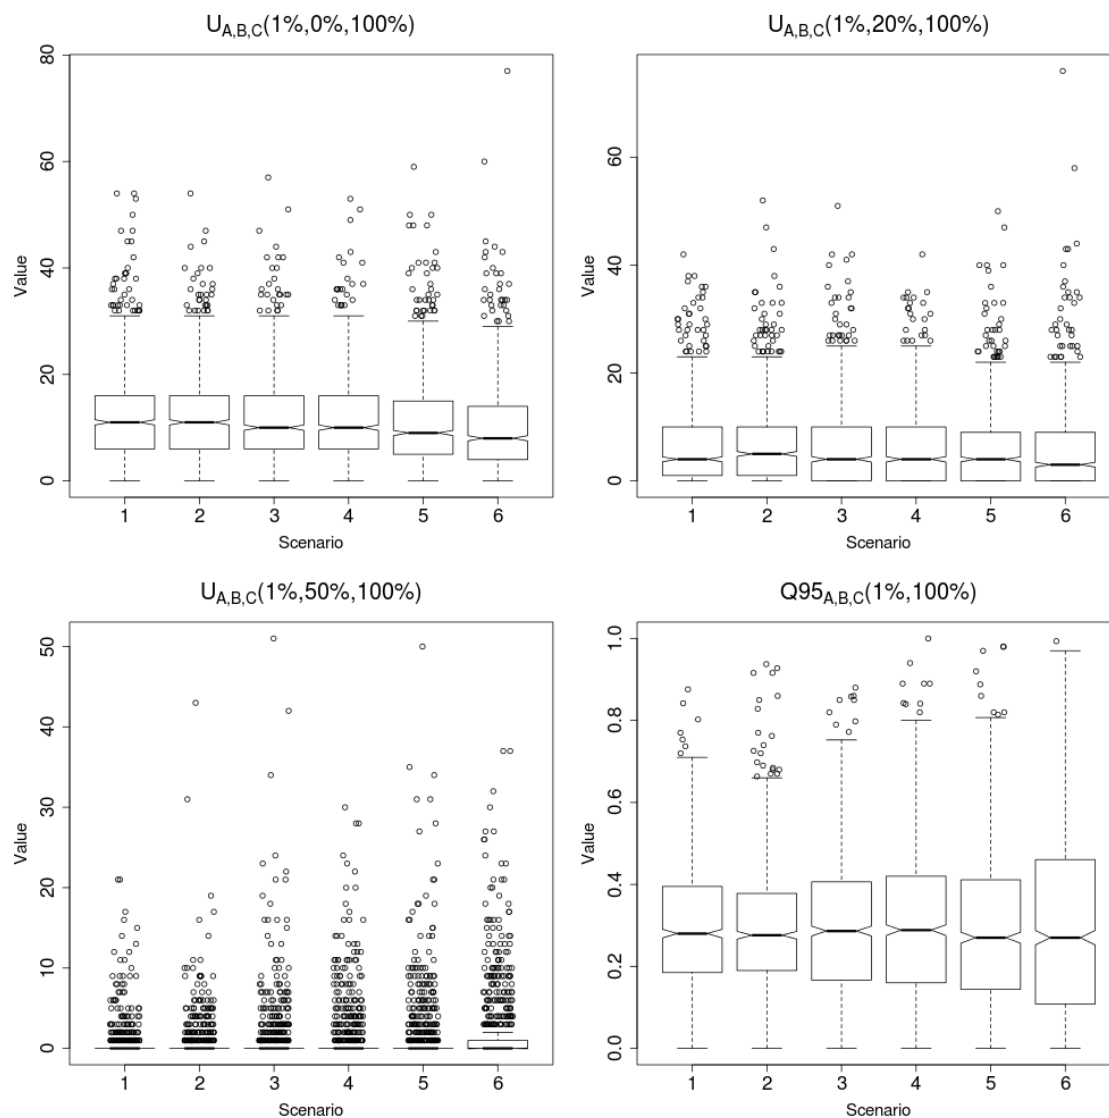 U_A,B,C(1%,0%,100%)
Value
80
60
40
20
0
1 2 3 4 5 6
Scenario
U_A,B,C(1%,20%,100%)
Value
60
40
20
0
1 2 3 4 5 6
Scenario
U_A,B,C(1%,50%,100%)
Value
50
40
30
20
10
0
1 2 3 4 5 6
Scenario
Q95_A,B,C(1%,100%)
Value
1.0
0.8
0.6
0.4
0.2
0.0
1 2 3 4 5 6
Scenario